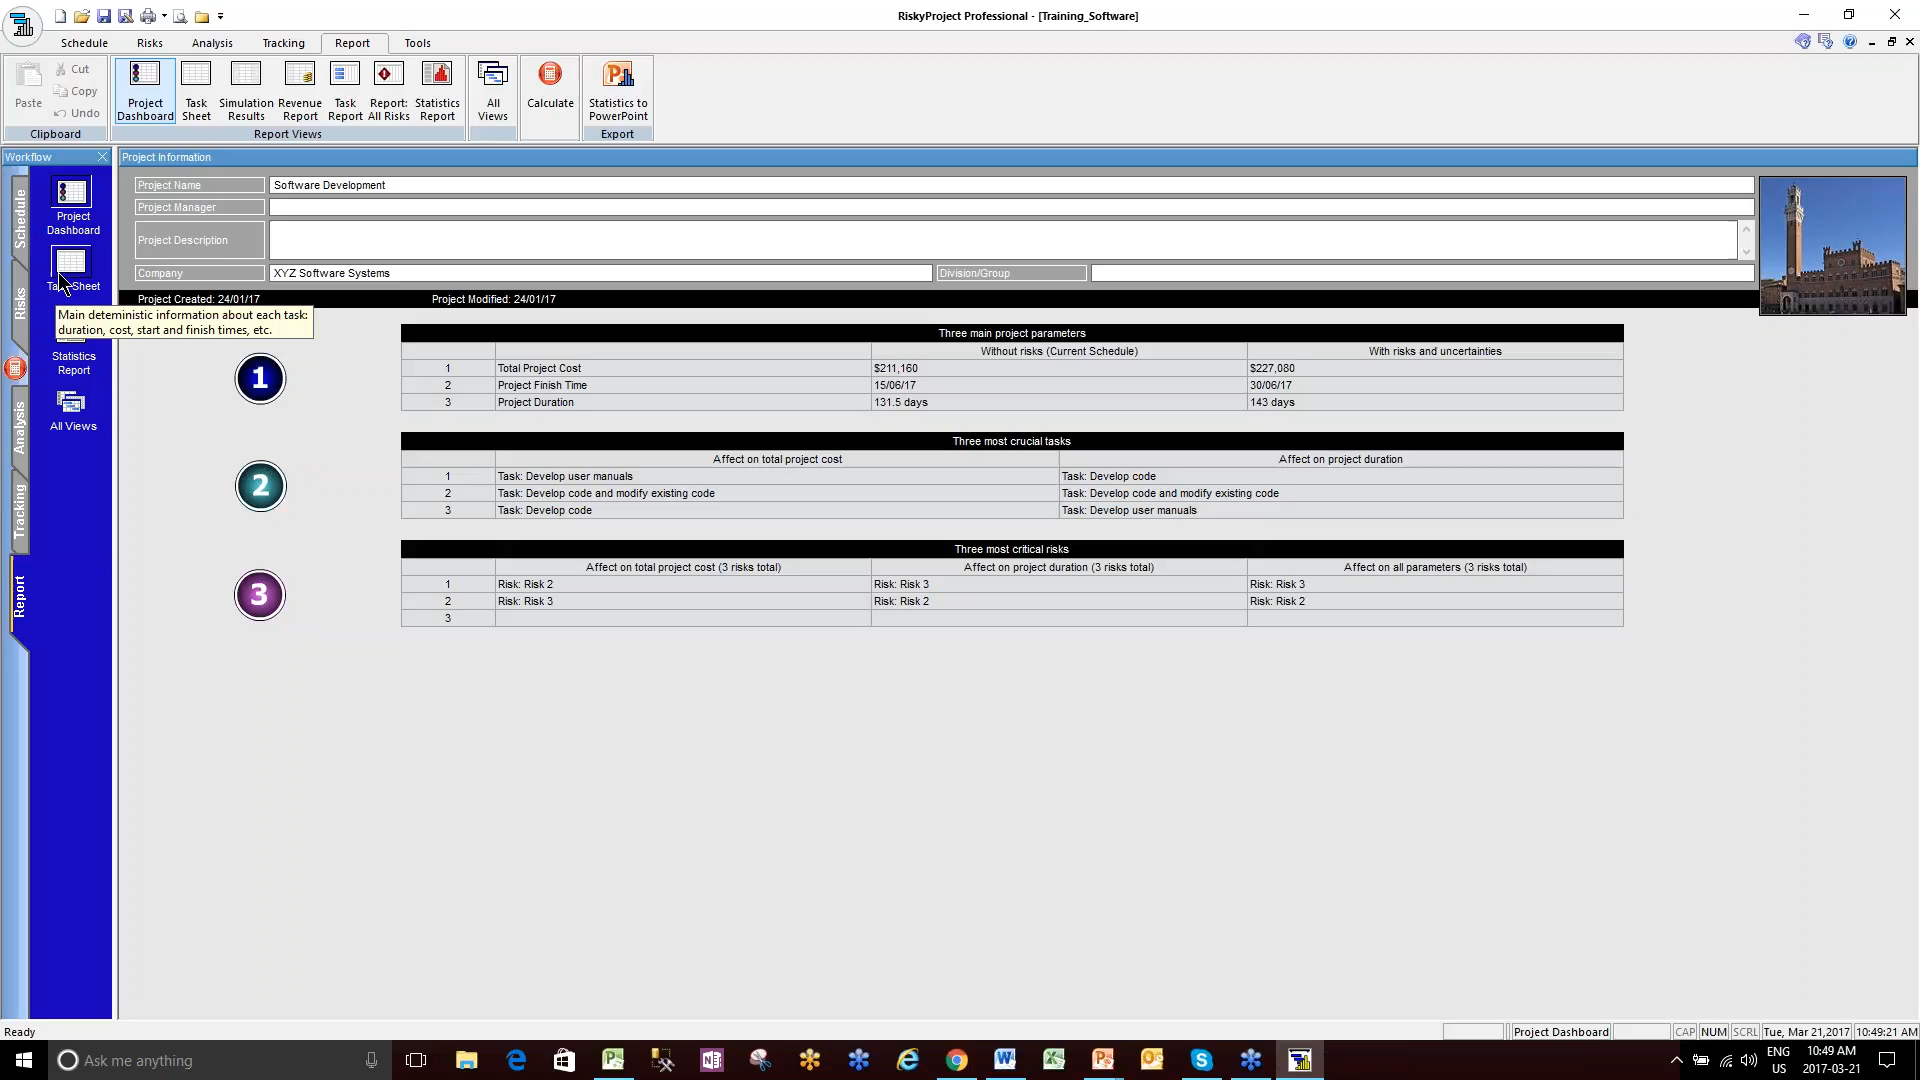 RiskyProject Professional - [Training_Software]
Schedule
Risks
Analysis
Tracking
Report
Tools
Paste
Cut
Copy
Undo
Clipboard
Project Dashboard
Task Sheet
Simulation Results
Revenue Report
Task Report
Report: All Risks
Statistics Report
Report Views
All Views
Calculate
Statistics to PowerPoint
Export
Workflow
Schedule
Risks
Analysis
Tracking
Report
Project
Dashboard
Statistics
Report
All Views
Project Information
Project Name Software Development
Project Manager
Project Description
Company XYZ Software Systems Division/Group
Project Created: 24/01/17 Project Modified: 24/01/17
Main deteministic information about each task:
duration, cost, start and finish times, etc.
1
Three main project parameters
Without risks (Current Schedule) With risks and uncertainties
1 Total Project Cost $211,160 $227,080
2 Project Finish Time 15/06/17 30/06/17
3 Project Duration 131.5 days 143 days
2
Three most crucial tasks
Affect on total project cost Affect on project duration
1 Task: Develop user manuals Task: Develop code
2 Task: Develop code and modify existing code Task: Develop code and modify existing code
3 Task: Develop code Task: Develop user manuals
3
Three most critical risks
Affect on total project cost (3 risks total) Affect on project duration (3 risks total) Affect on all parameters (3 risks total)
1 Risk: Risk 2 Risk: Risk 3 Risk: Risk 3
2 Risk: Risk 3 Risk: Risk 2 Risk: Risk 2
3
Ready
Project Dashboard CAP NUM SCRL Tue, Mar 21,2017 10:49:21 AM
Ask me anything
ENG
US
10:49 AM
2017-03-21